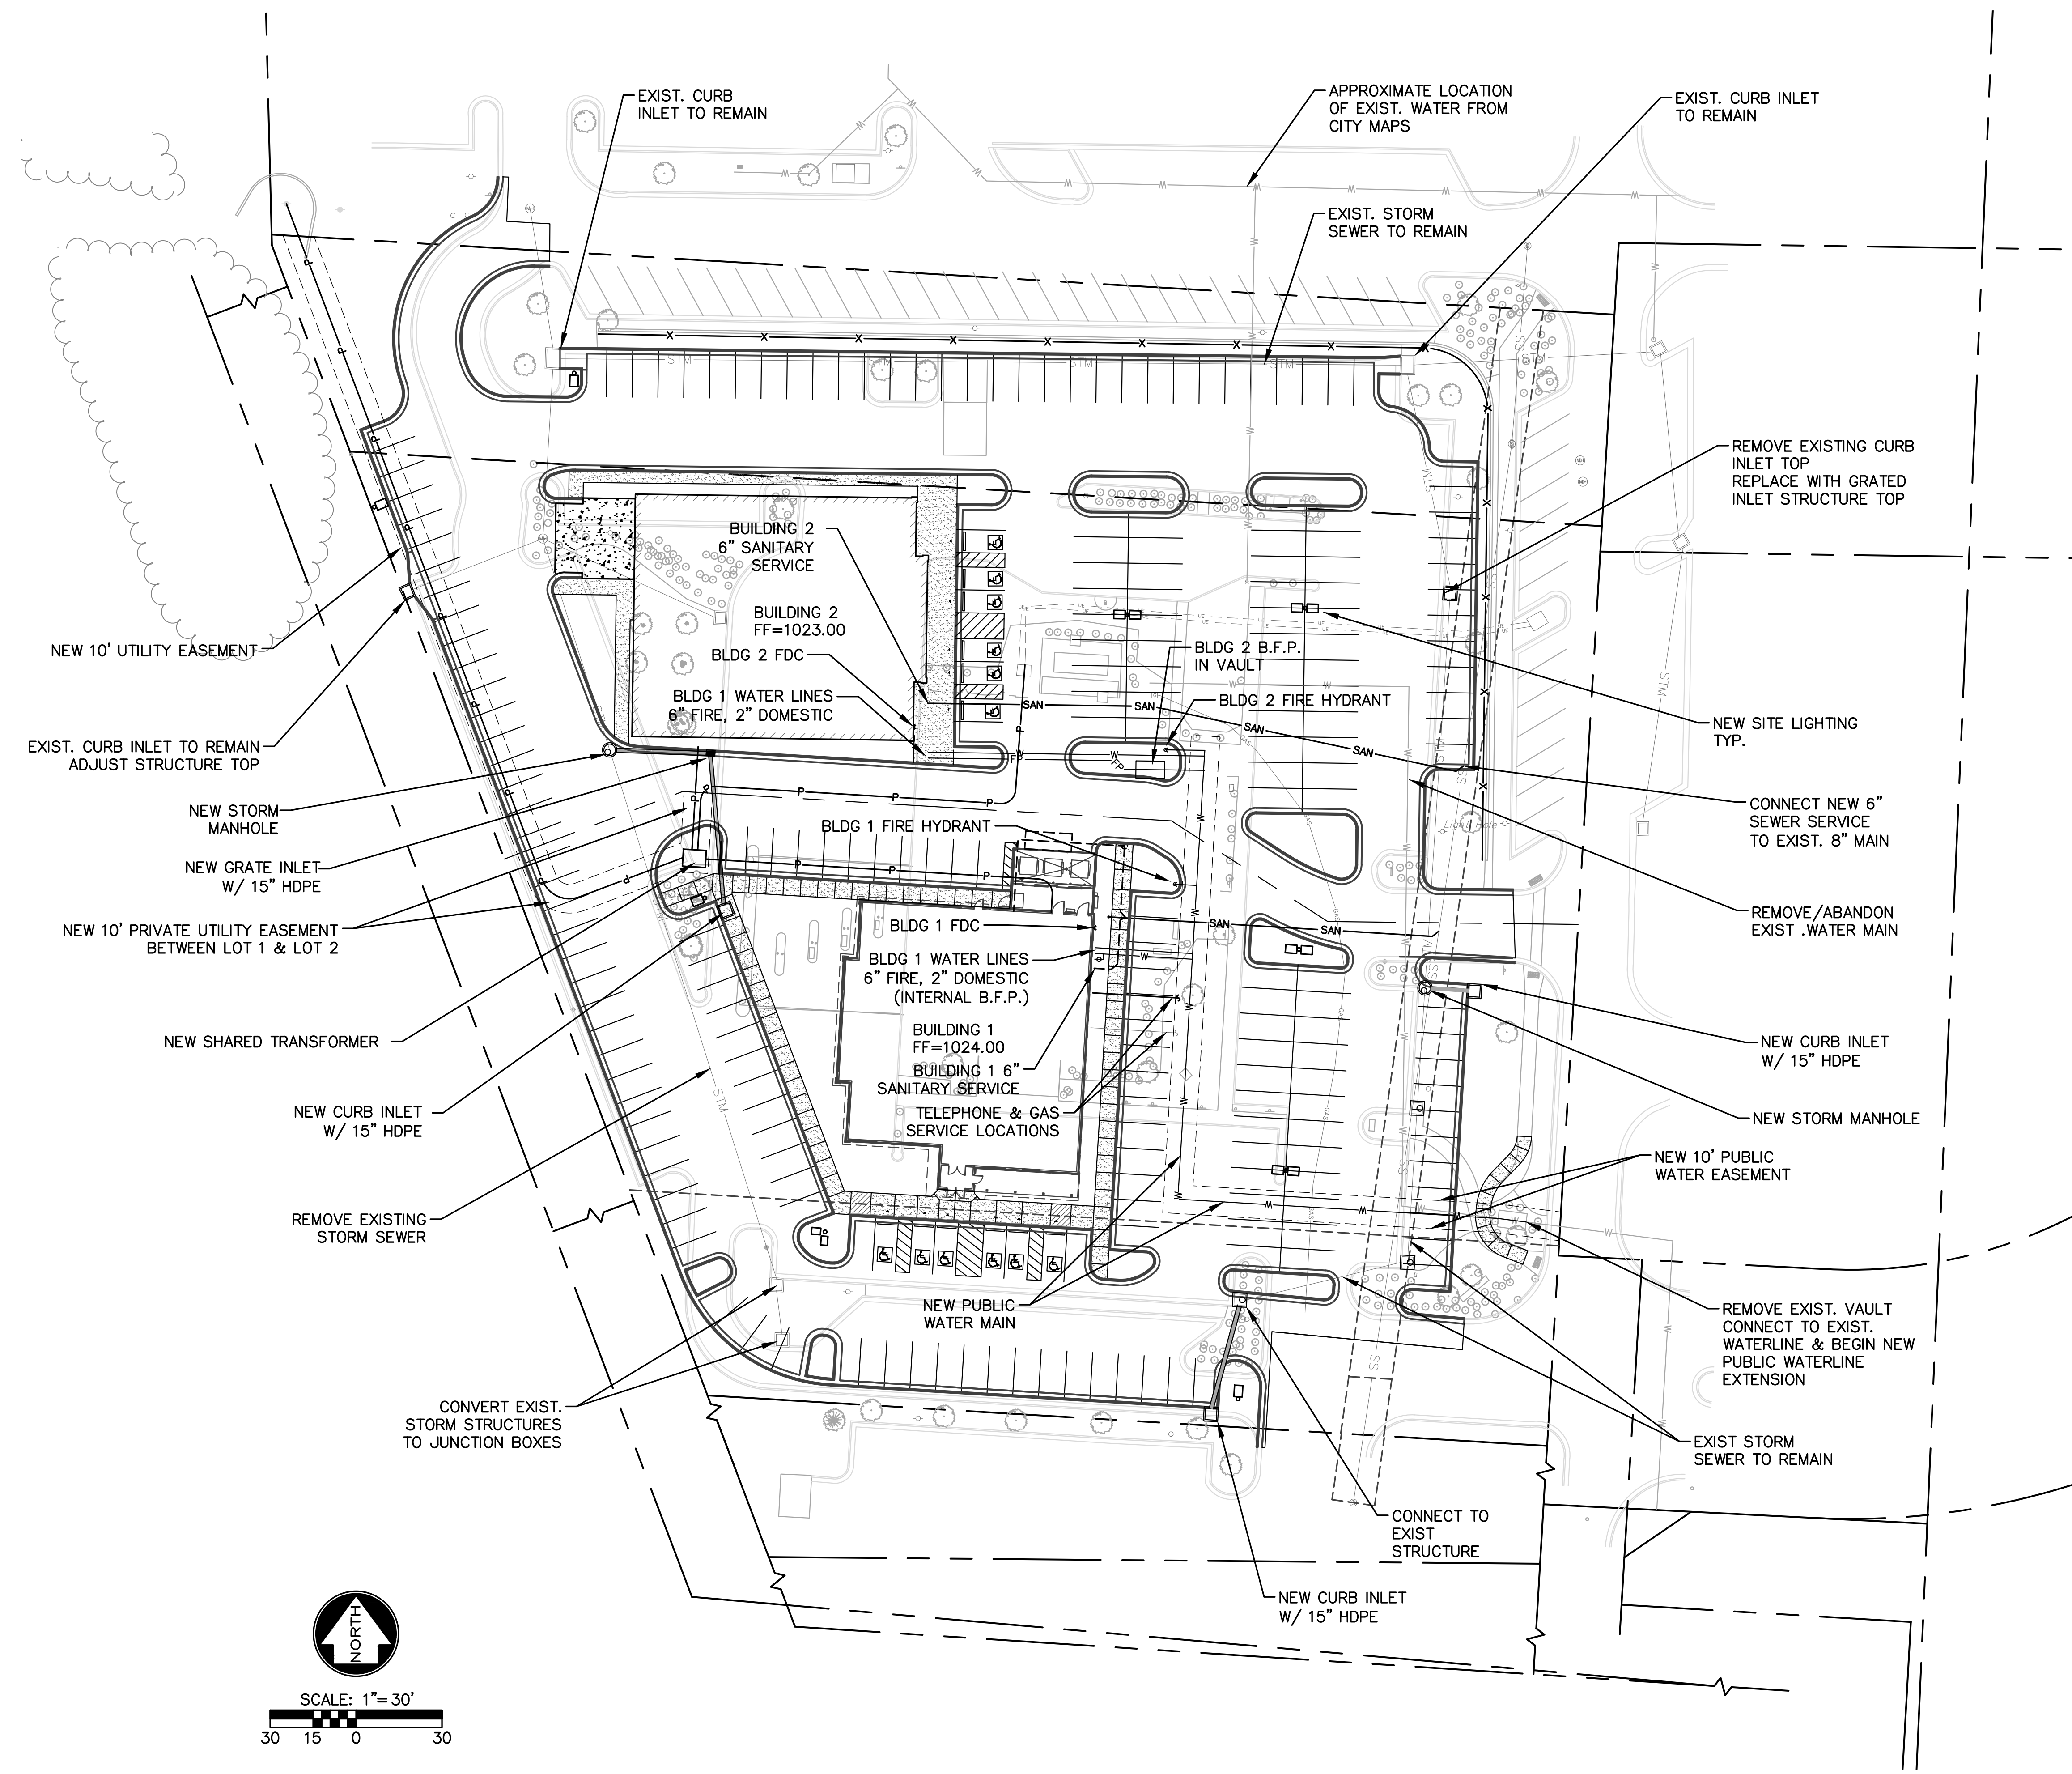 EXIST. CURB
INLET TO REMAIN
APPROXIMATE LOCATION
OF EXIST. WATER FROM
CITY MAPS
EXIST. CURB INLET
TO REMAIN
EXIST. STORM
SEWER TO REMAIN
REMOVE EXISTING CURB
INLET TOP
REPLACE WITH GRATED
INLET STRUCTURE TOP
BUILDING 2
6" SANITARY
SERVICE
BUILDING 2
FF=1023.00
BLDG 2 FDC
BLDG 1 WATER LINES
6" FIRE, 2" DOMESTIC
BLDG 2 B.F.P.
IN VAULT
BLDG 2 FIRE HYDRANT
NEW 10' UTILITY EASEMENT
EXIST. CURB INLET TO REMAIN
ADJUST STRUCTURE TOP
NEW STORM
MANHOLE
NEW GRATE INLET
W/ 15" HDPE
NEW 10' PRIVATE UTILITY EASEMENT
BETWEEN LOT 1 & LOT 2
NEW SHARED TRANSFORMER
NEW CURB INLET
W/ 15" HDPE
REMOVE EXISTING
STORM SEWER
CONVERT EXIST.
STORM STRUCTURES
TO JUNCTION BOXES
NEW SITE LIGHTING
TYP.
CONNECT NEW 6"
SEWER SERVICE
TO EXIST. 8" MAIN
REMOVE/ABANDON
EXIST .WATER MAIN
BLDG 1 FIRE HYDRANT
BLDG 1 FDC
BLDG 1 WATER LINES
6" FIRE, 2" DOMESTIC
(INTERNAL B.F.P.)
BUILDING 1
FF=1024.00
BUILDING 1 6"
SANITARY SERVICE
TELEPHONE & GAS
SERVICE LOCATIONS
NEW CURB INLET
W/ 15" HDPE
NEW STORM MANHOLE
NEW 10' PUBLIC
WATER EASEMENT
NEW PUBLIC
WATER MAIN
REMOVE EXIST. VAULT
CONNECT TO EXIST.
WATERLINE & BEGIN NEW
PUBLIC WATERLINE
EXTENSION
EXIST STORM
SEWER TO REMAIN
CONNECT TO
EXIST
STRUCTURE
NEW CURB INLET
W/ 15" HDPE
SAN
SAN
SAN
SAN
SAN
SAN
STM
STM
STM
STM
STM
STM
Light Pole
NORTH
SCALE: 1"=30'
30 15 0 30